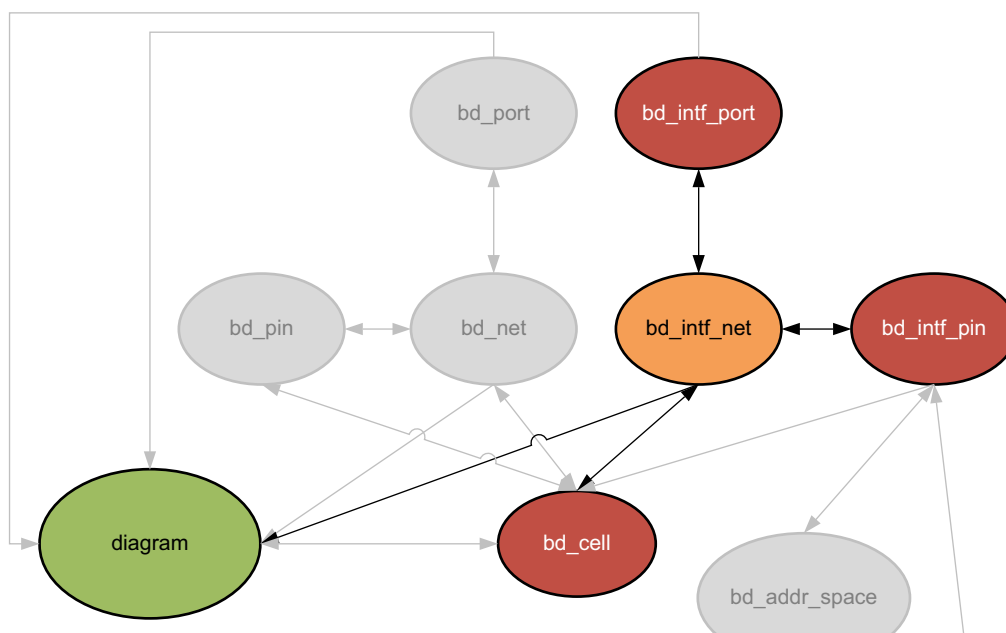 bd_port
bd_intf_port
bd_pin
bd_net
bd_intf_net
bd_intf_pin
diagram
bd_cell
bd_addr_space